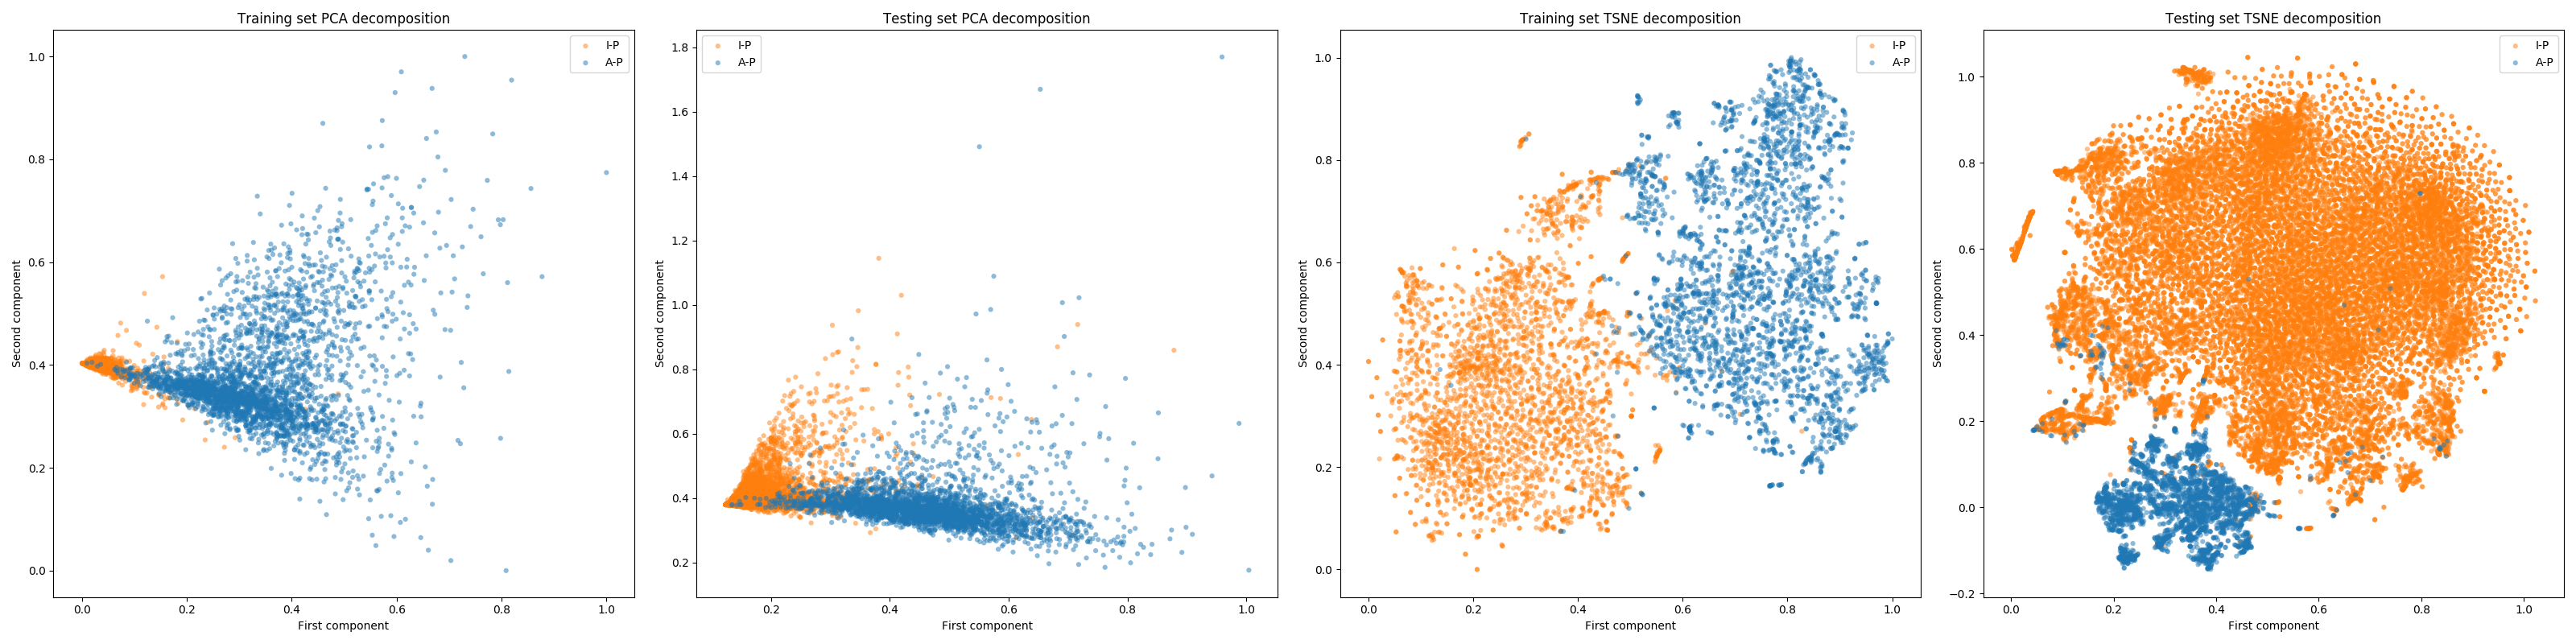 Training set PCA decomposition
I-P
A-P
1.0
0.8
0.6
0.4
0.2
0.0
Second component
0.0 0.2 0.4 0.6 0.8 1.0
First component
Testing set PCA decomposition
I-P
A-P
1.8
1.6
1.4
1.2
1.0
0.8
0.6
0.4
0.2
Second component
0.2 0.4 0.6 0.8 1.0
First component
Training set TSNE decomposition
I-P
A-P
1.0
0.8
0.6
0.4
0.2
0.0
Second component
0.0 0.2 0.4 0.6 0.8 1.0
First component
Testing set TSNE decomposition
I-P
A-P
1.0
0.8
0.6
0.4
0.2
0.0
−0.2
Second component
0.0 0.2 0.4 0.6 0.8 1.0
First component